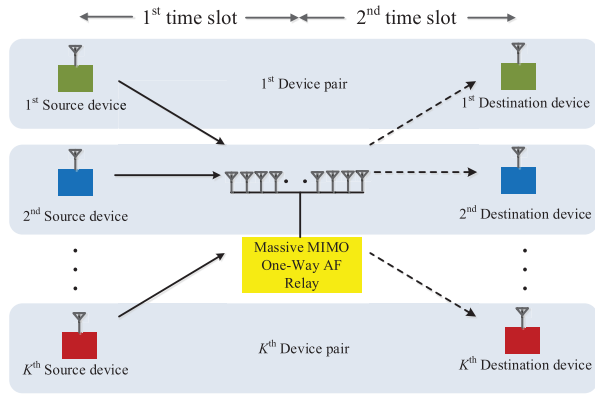 1st time slot 2nd time slot
1st Device pair
1st Source device 1st Destination device
2nd Source device 2nd Destination device
Massive MIMO
One-Way AF
Relay
Kth Device pair
Kth Source device Kth Destination device